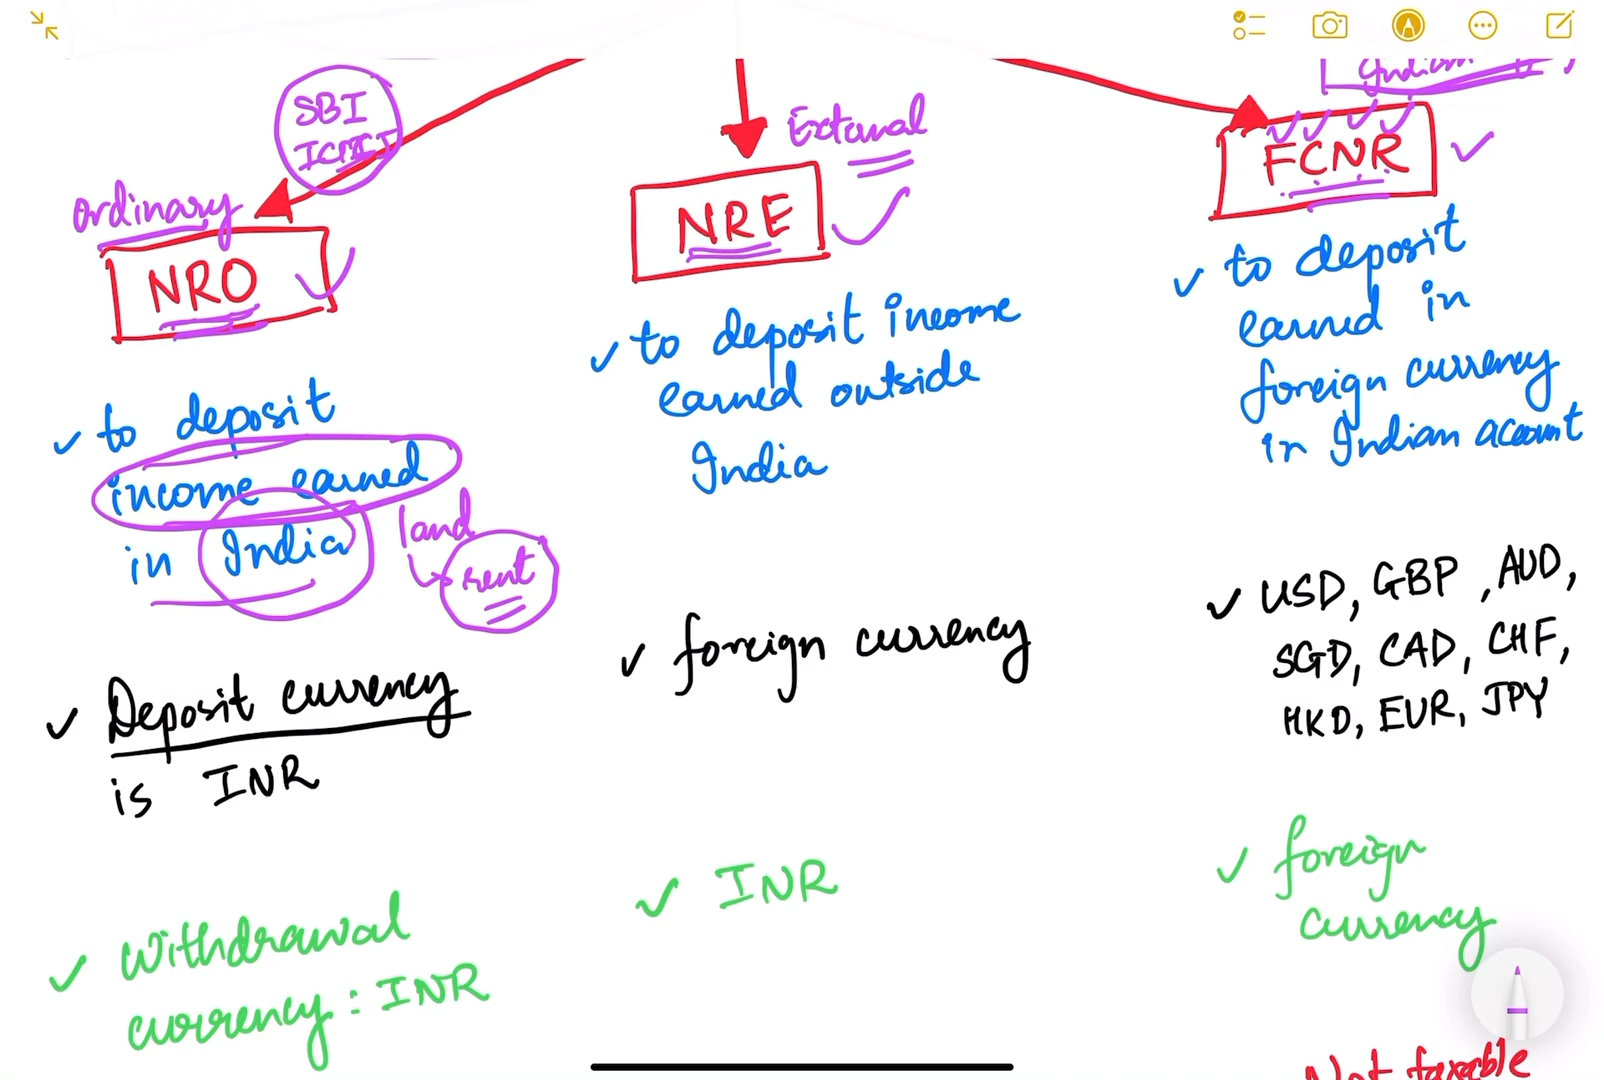 SBI
Ordinary
NRO
✓ to deposit
income earned
in India
land
rent
✓ Deposit currency
is INR
✓ Withdrawal
currency : INR
External
NRE
✓ to deposit income
earned outside
India
✓ foreign currency
✓ INR
Indian
FCNR
✓ to deposit
earned in
foreign currency
in Indian account
✓ USD, GBP, AUD,
SGD, CAD, CHF,
HKD, EUR, JPY
✓ foreign
currency
Not taxable